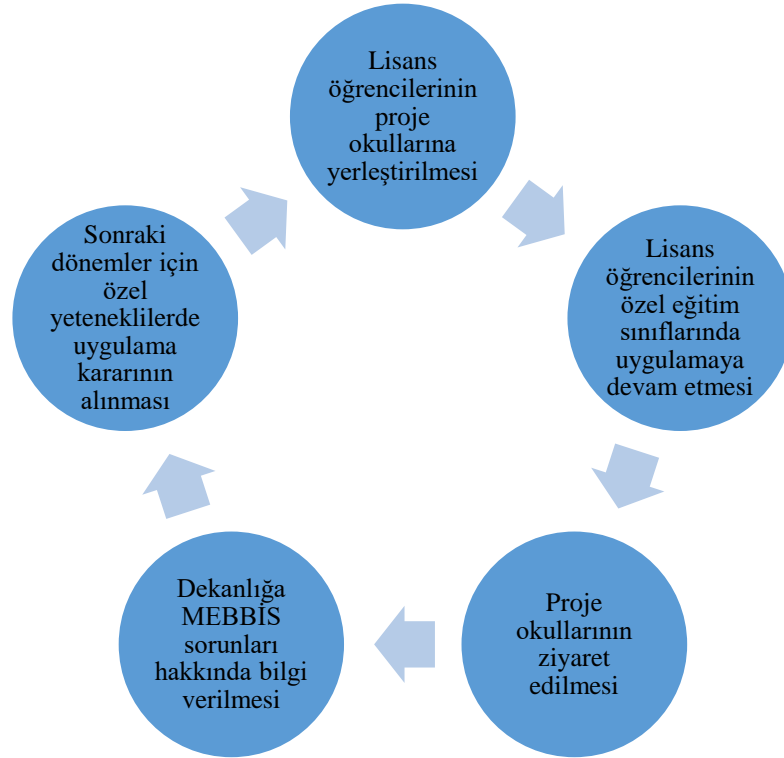 Lisans
öğrencilerinin
proje
okullarına
yerleştirilmesi
Lisans
öğrencilerinin
özel eğitim
sınıflarında
uygulamaya
devam etmesi
Proje
okullarının
ziyaret
edilmesi
Dekanlığa
MEBBİS
sorunları
hakkında bilgi
verilmesi
Sonraki
dönemler için
özel
yeteneklilerde
uygulama
kararının
alınması